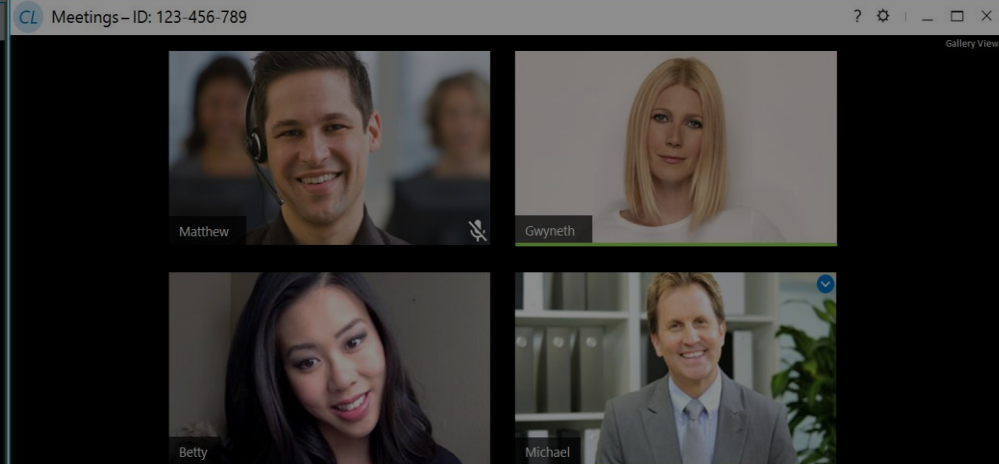 CL Meetings – ID: 123-456-789 ?
Gallery View
Matthew
Gwyneth
Betty
Michael